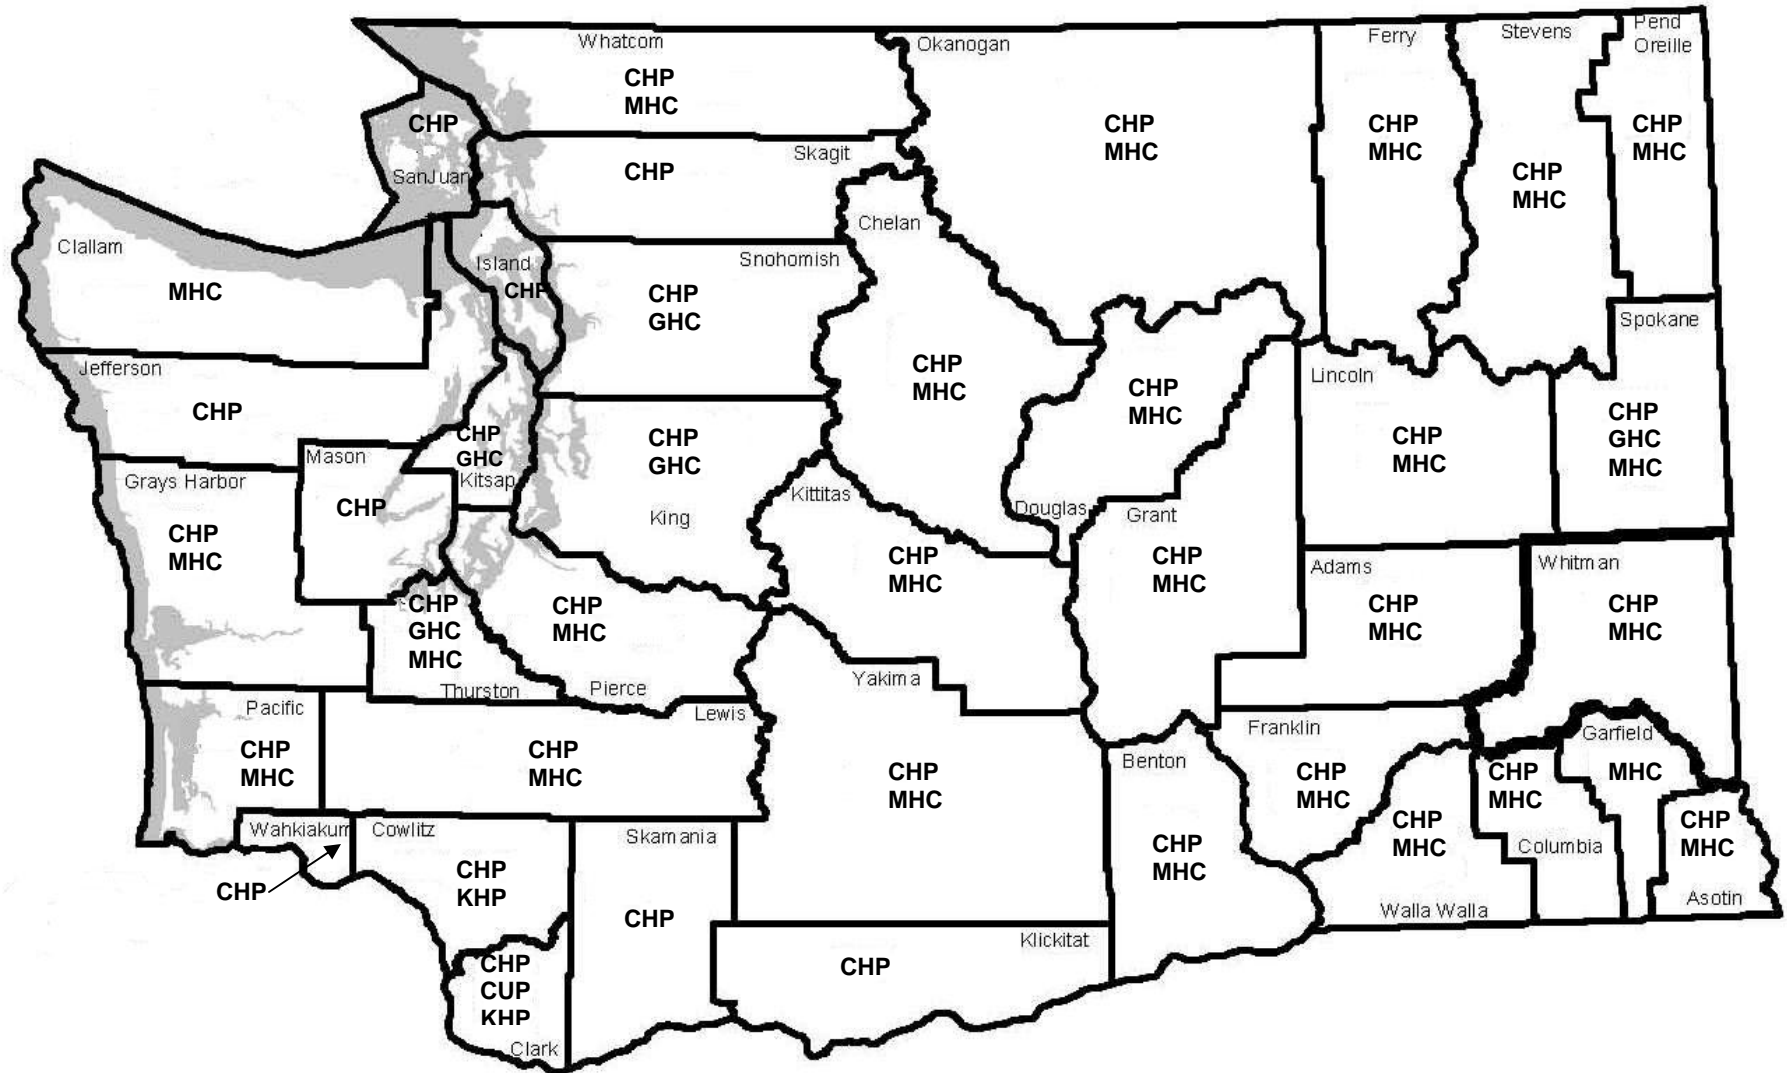 Whatcom
CHP
MHC
Okanogan
CHP
MHC
Ferry
CHP
MHC
Stevens
CHP
MHC
Pend
Oreille
CHP
MHC
CHP
SanJuan
Skagit
CHP
Clallam
MHC
Island
CHP
Snohomish
CHP
GHC
Chelan
CHP
MHC
Jefferson
CHP
CHP
GHC
Kitsap
CHP
GHC
King
Douglas
CHP
MHC
Grant
CHP
MHC
Lincoln
CHP
MHC
Spokane
CHP
GHC
MHC
Grays Harbor
CHP
MHC
Mason
CHP
Kittitas
CHP
MHC
Adams
CHP
MHC
Whitman
CHP
MHC
CHP
GHC
MHC
Thurston
CHP
MHC
Pierce
Yakima
CHP
MHC
Pacific
CHP
MHC
Lewis
CHP
MHC
Benton
CHP
MHC
Franklin
CHP
MHC
CHP
MHC
Walla Walla
CHP
MHC
Columbia
Garfield
MHC
CHP
MHC
Asotin
Wahkiakum
CHP
Cowlitz
CHP
KHP
Skamania
CHP
Klickitat
CHP
CHP
CUP
KHP
Clark